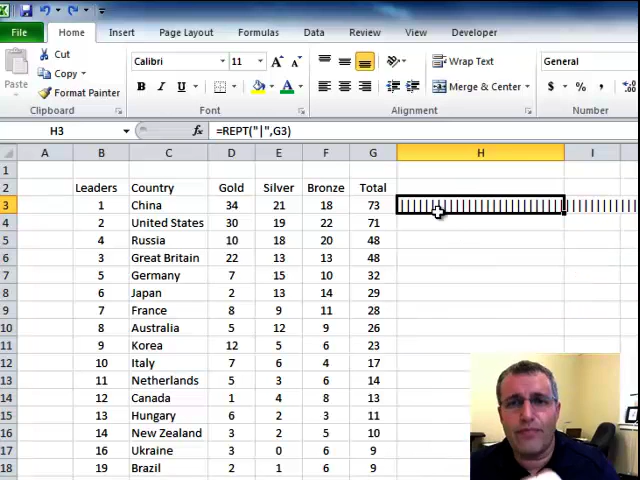 File Home Insert Page Layout Formulas Data Review View Developer
Cut Calibri 11 A A Wrap Text General
Copy
Paste Format Painter B I U A Merge & Center $ % , .00
Clipboard Font Alignment Number
H3 fx =REPT("|",G3)
A B C D E F G H I
1
2 Leaders Country Gold Silver Bronze Total
3 1 China 34 21 18 73
4 2 United States 30 19 22 71
5 4 Russia 10 18 20 48
6 3 Great Britain 22 13 13 48
7 5 Germany 7 15 10 32
8 6 Japan 2 13 14 29
9 7 France 8 9 11 28
10 8 Australia 5 12 9 26
11 9 Korea 12 5 6 23
12 10 Italy 7 6 4 17
13 11 Netherlands 5 3 6 14
14 12 Canada 1 4 8 13
15 13 Hungary 6 2 3 11
16 14 New Zealand 3 2 5 10
17 16 Ukraine 3 0 6 9
18 19 Brazil 2 1 6 9